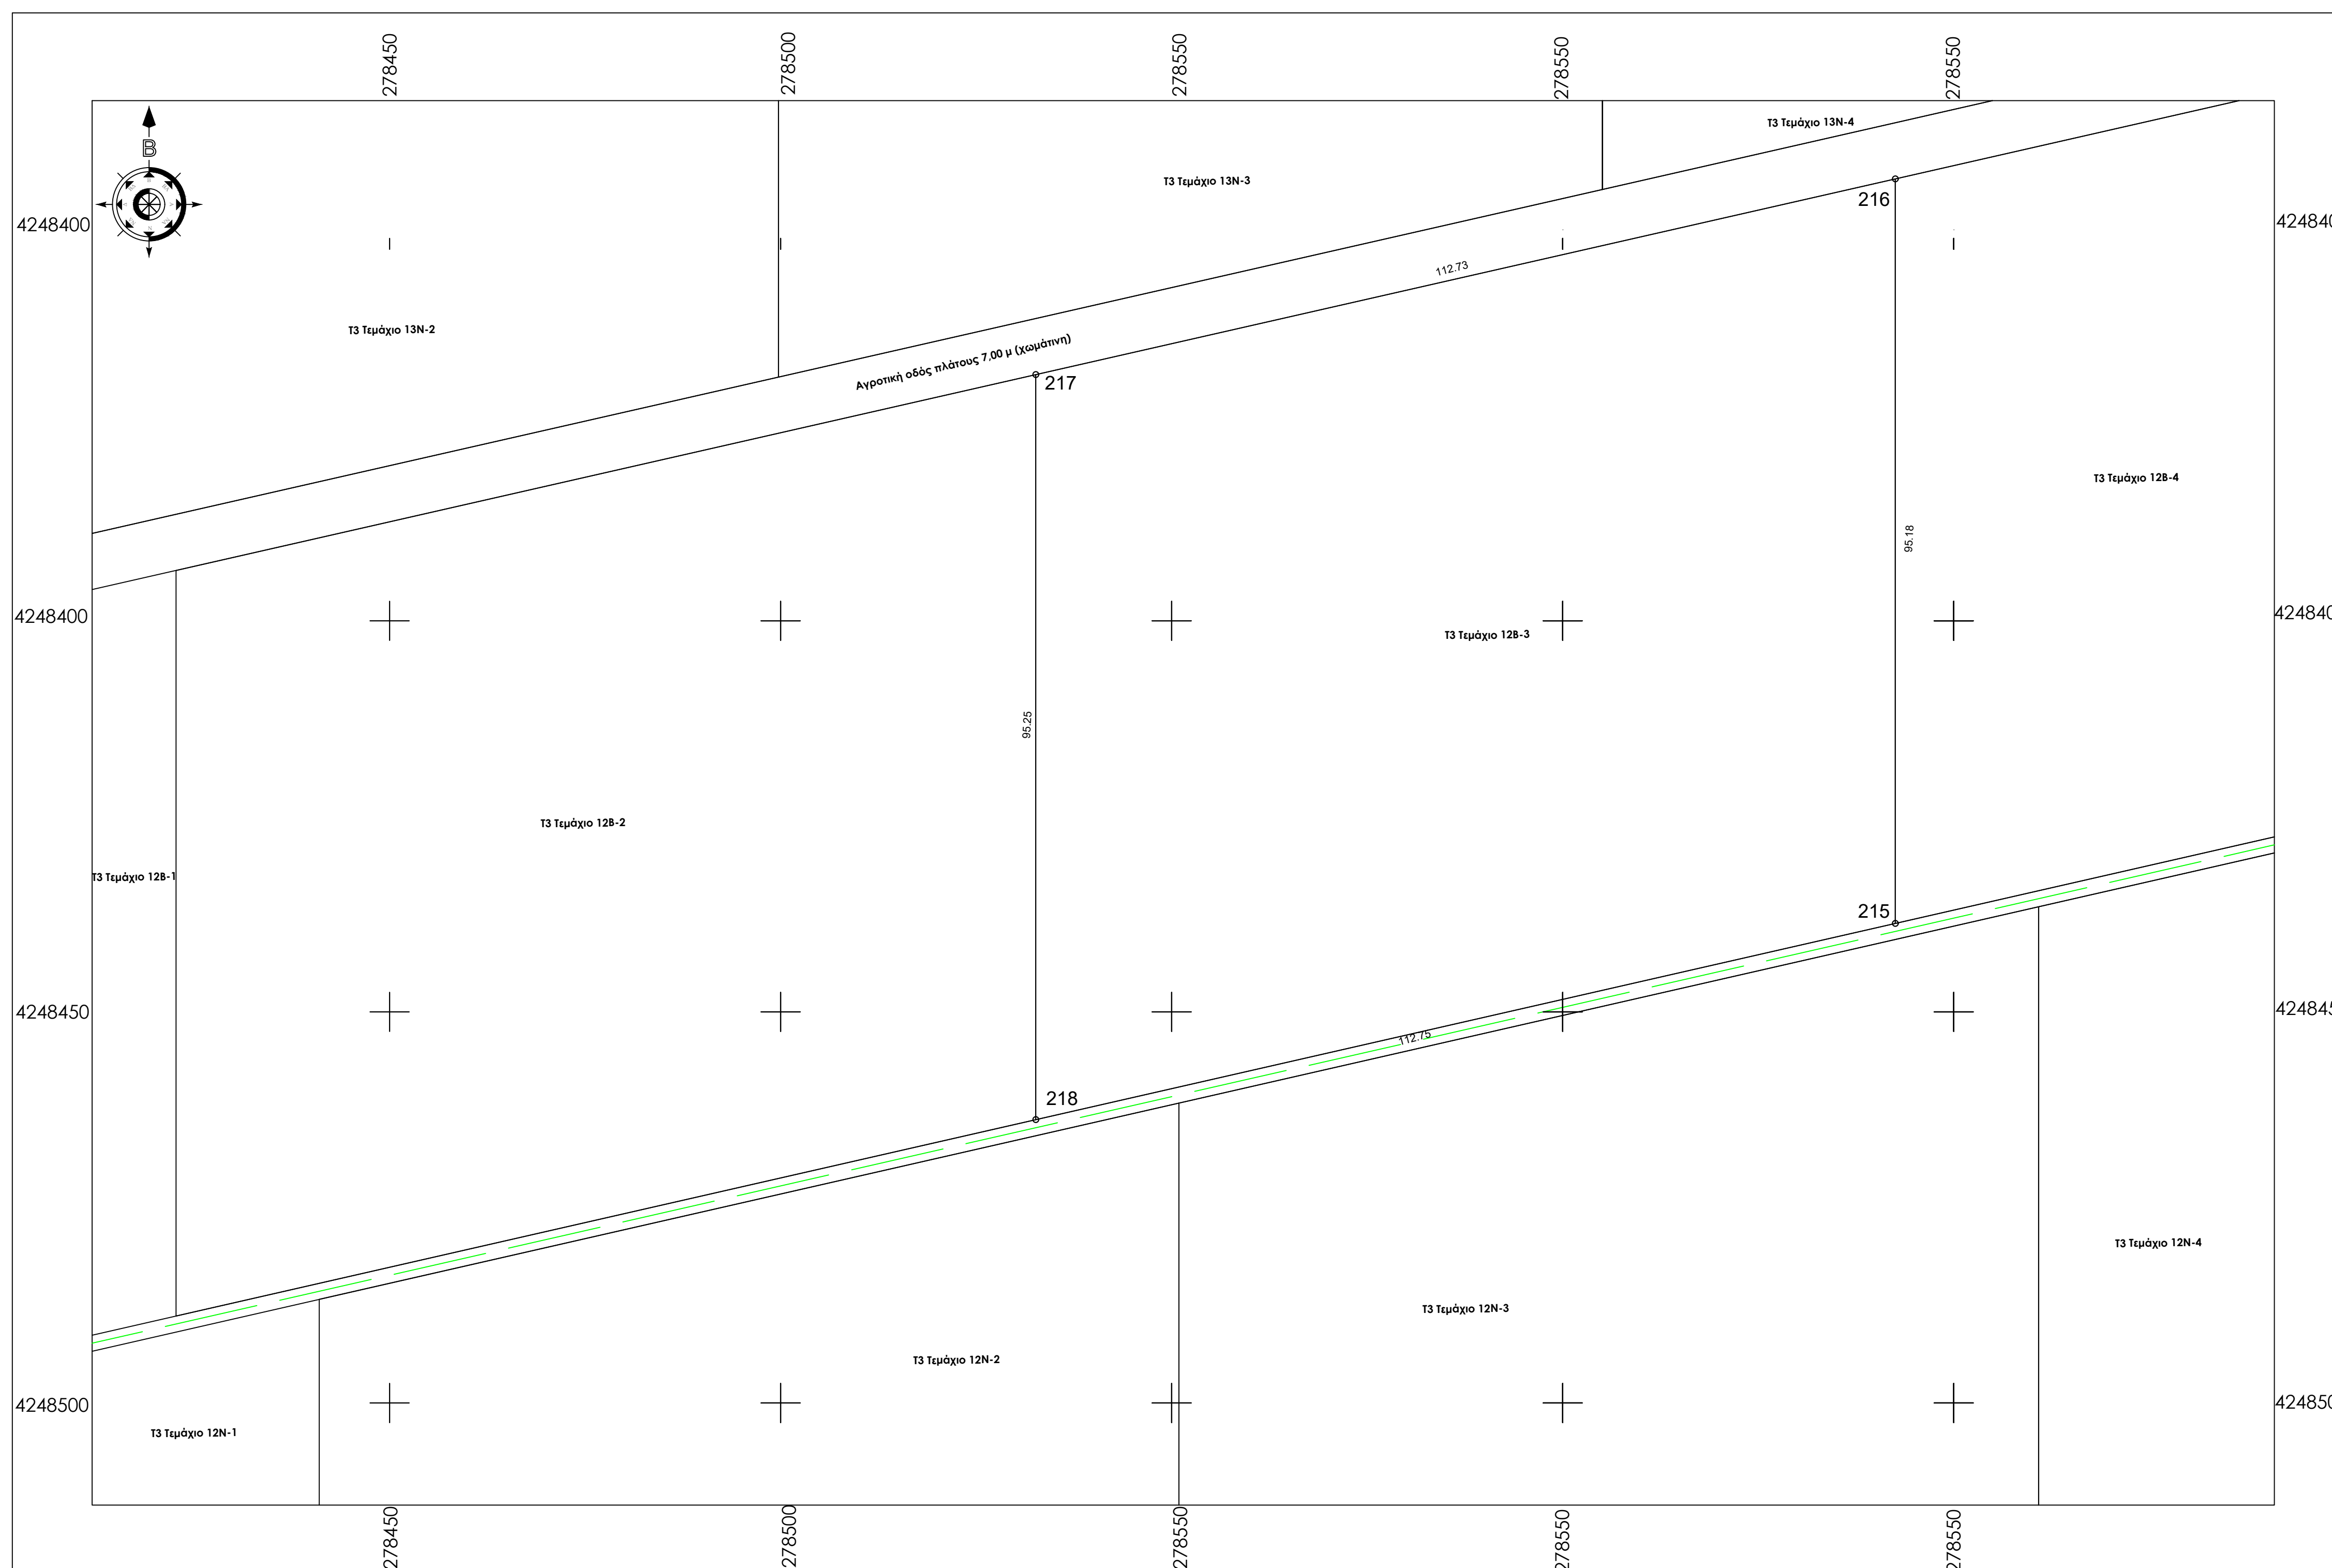 278450
278500
278550
278550
278550
Β
Τ3 Τεμάχιο 13Ν-4
Τ3 Τεμάχιο 13Ν-3
216
4248400
424840
112.73
Τ3 Τεμάχιο 13Ν-2
Αγροτική οδός πλάτους 7,00 μ (χωμάτινη)
217
Τ3 Τεμάχιο 12Β-4
95.18
4248400
424840
Τ3 Τεμάχιο 12Β-3
95.25
Τ3 Τεμάχιο 12Β-2
Τ3 Τεμάχιο 12Β-1
215
4248450
424845
112.75
218
Τ3 Τεμάχιο 12Ν-4
Τ3 Τεμάχιο 12Ν-3
Τ3 Τεμάχιο 12Ν-2
4248500
424850
Τ3 Τεμάχιο 12Ν-1
278450
278500
278550
278550
278550